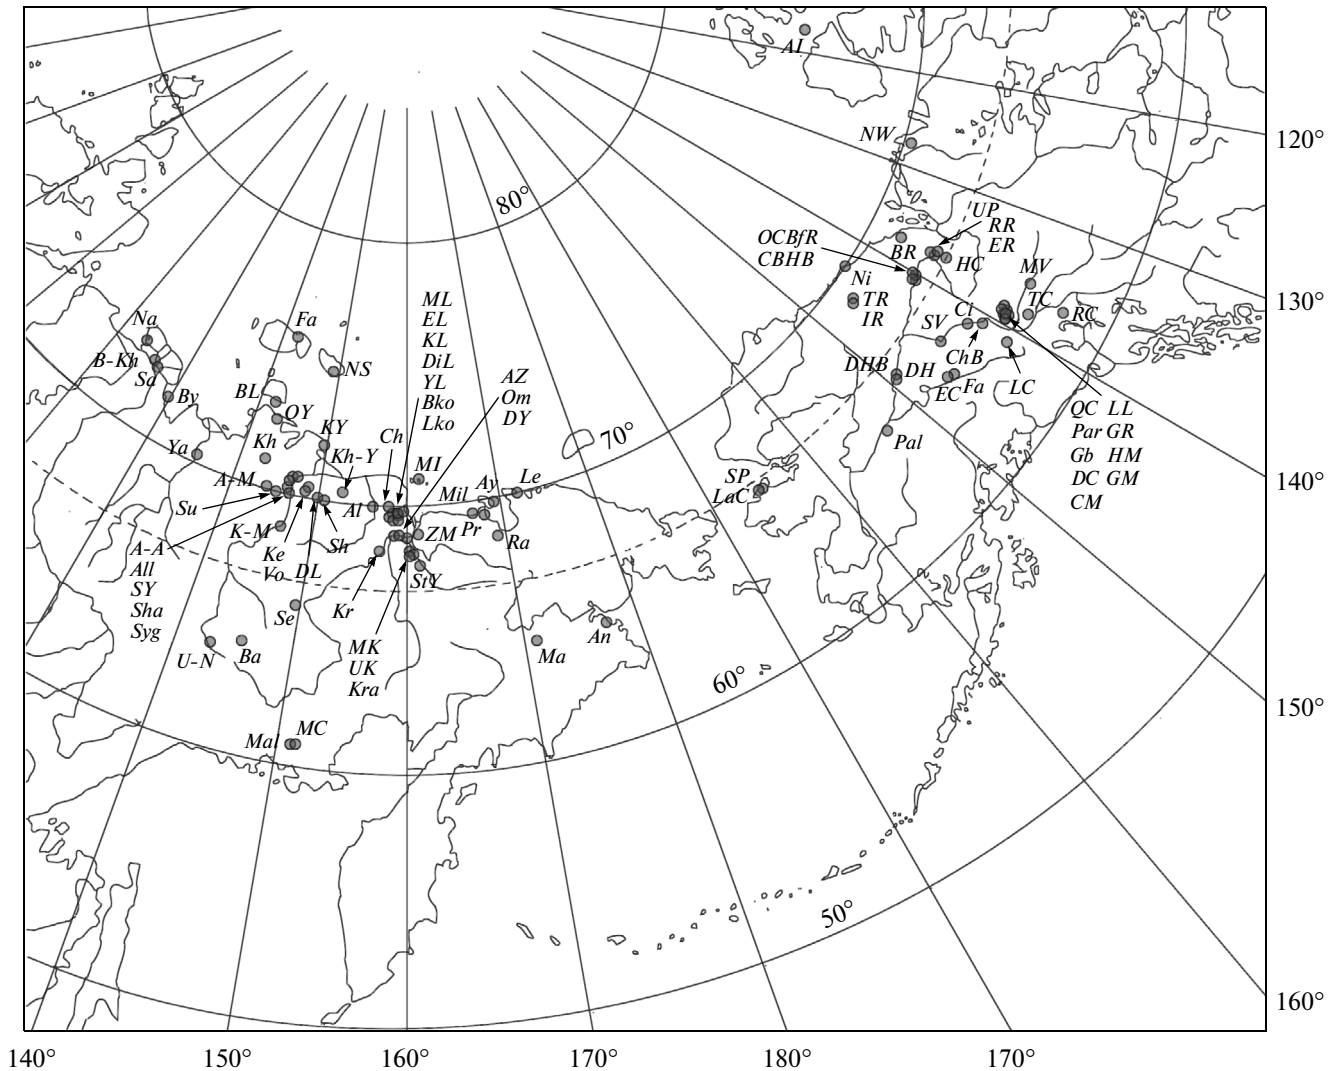 AI
120°
NW
80°
UP
RR
ER
OCBfR
CBHB
BR
HC
MV
Ni
TR
IR
TC
RC
130°
Ci
SV
ChB
DHB
DH
EC
Fa
LC
QC LL
Par GR
Gb HM
DC GM
CM
Pal
140°
Na
B-Kh
Sa
By
Fa
NS
BL
OY
KY
Ya
Kh
Kh-Y
Ch
ML
EL
KL
DiL
YL
Bko
Lko
AZ
Om
DY
MI
70°
A-M
Su
Al
Mil
Ay
Le
Pr
Ra
SP
LaC
K-M
Ke
Vo
DL
Sh
ZM
StY
A-A
All
SY
Sha
Syg
Kr
Se
MK
UK
Kra
U-N
Ba
Ma
An
60°
150°
Mal
MC
50°
160°
140°
150°
160°
170°
180°
170°